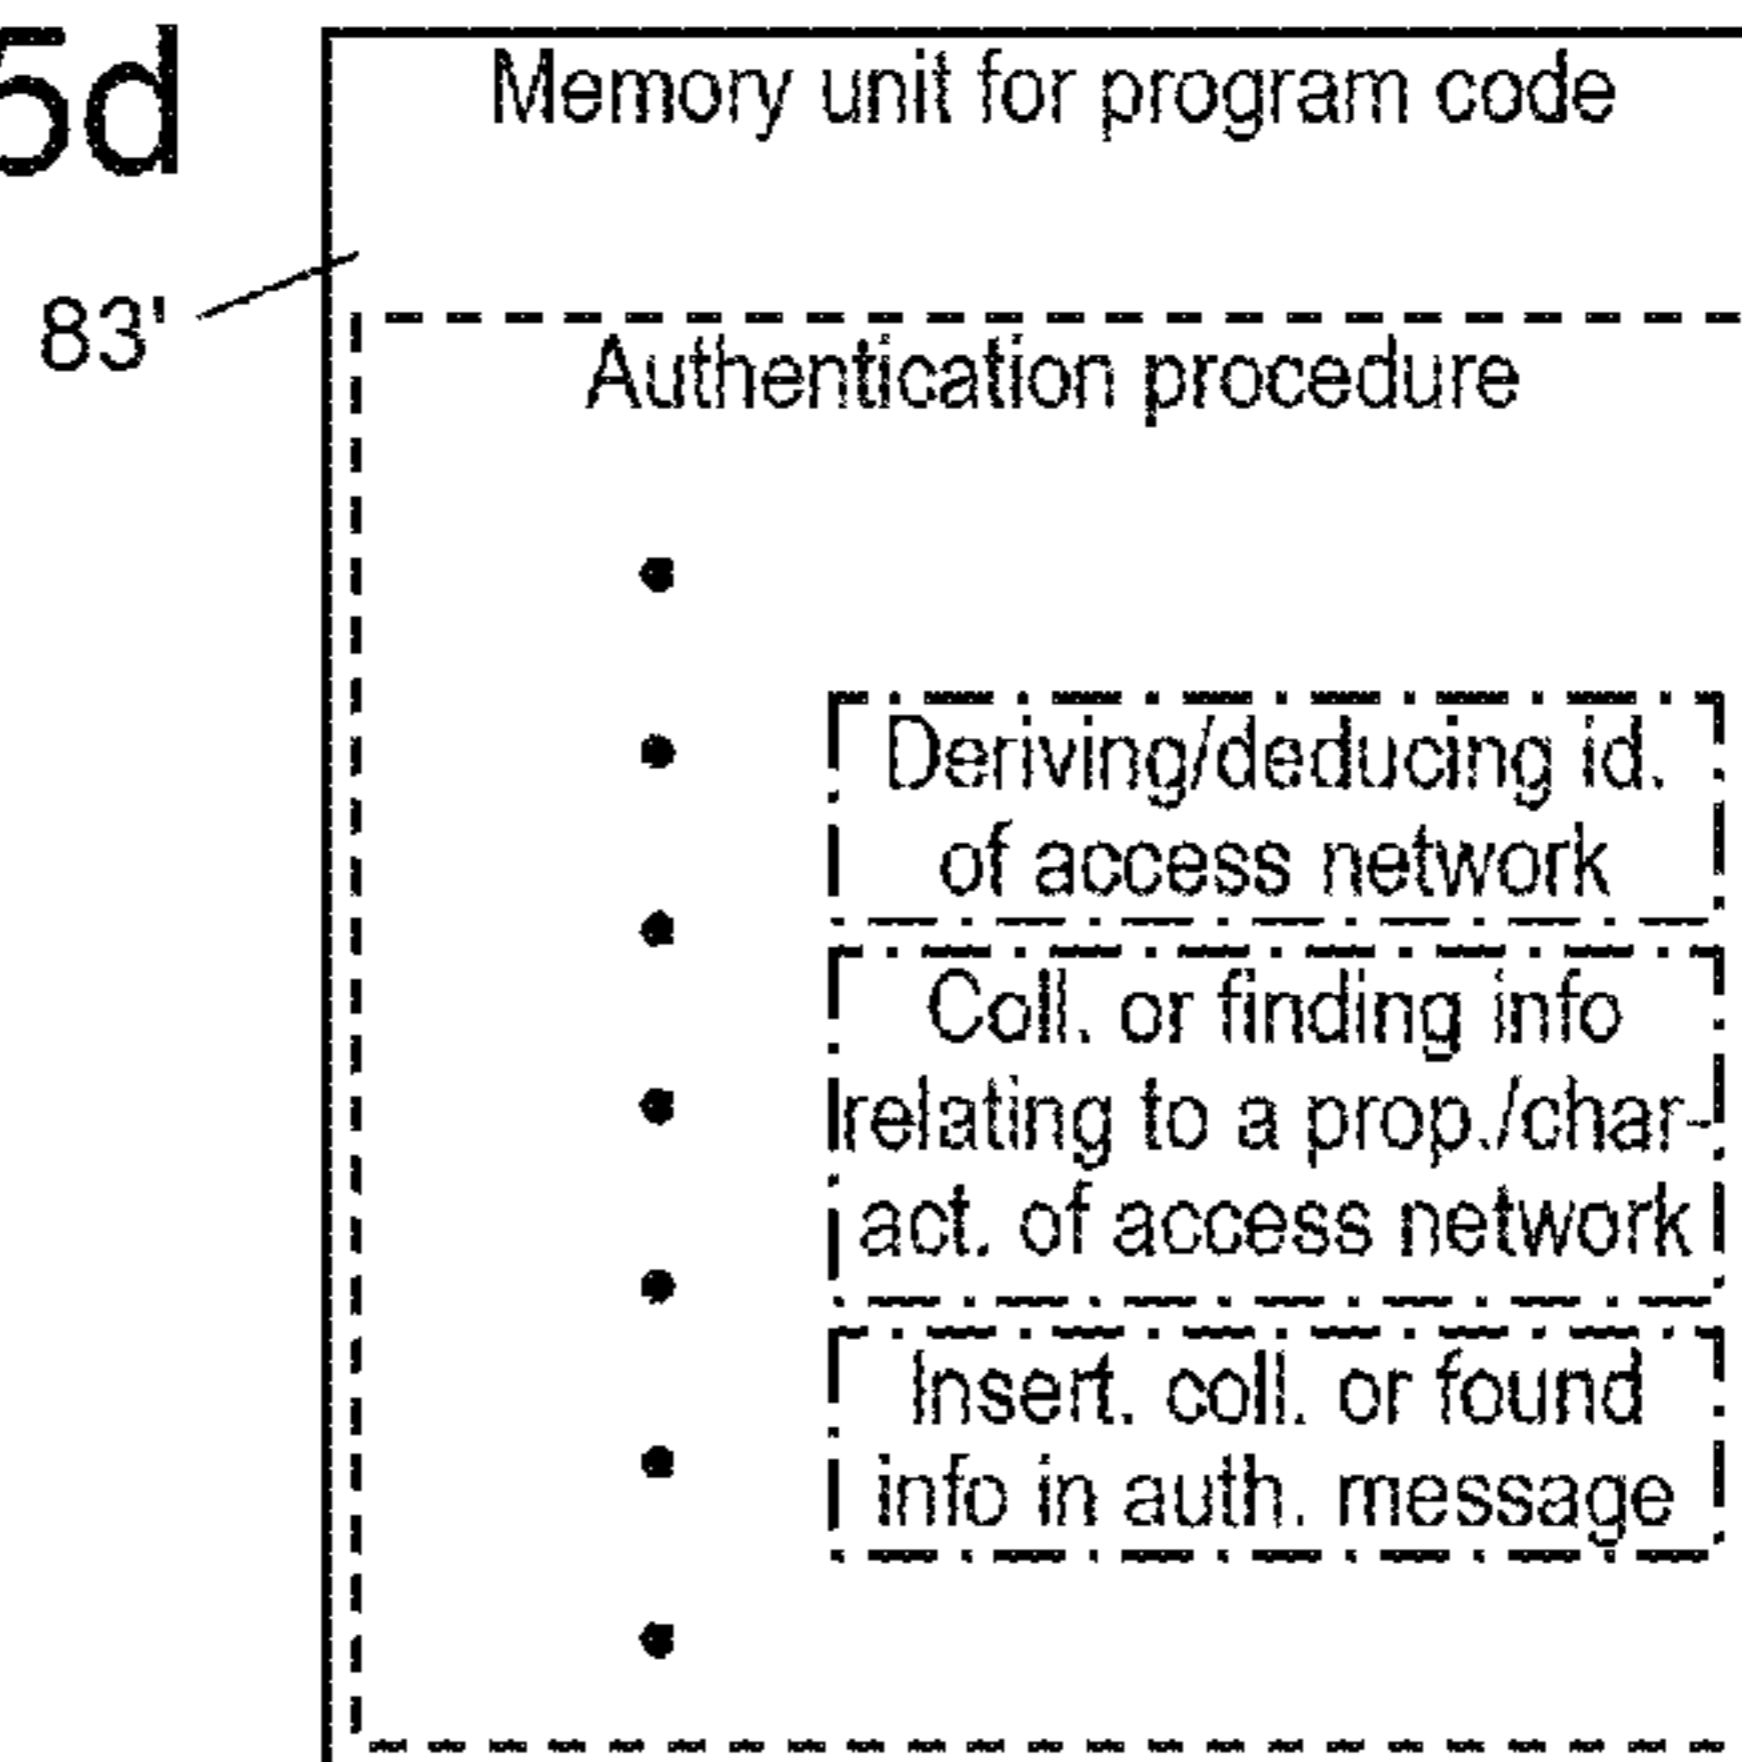 5d
Memory unit for program code
83'
Authentication procedure
Deriving/deducing id.
of access network
Coll. or finding info
relating to a prop./char-
act. of access network
Insert. coll. or found
info in auth. message